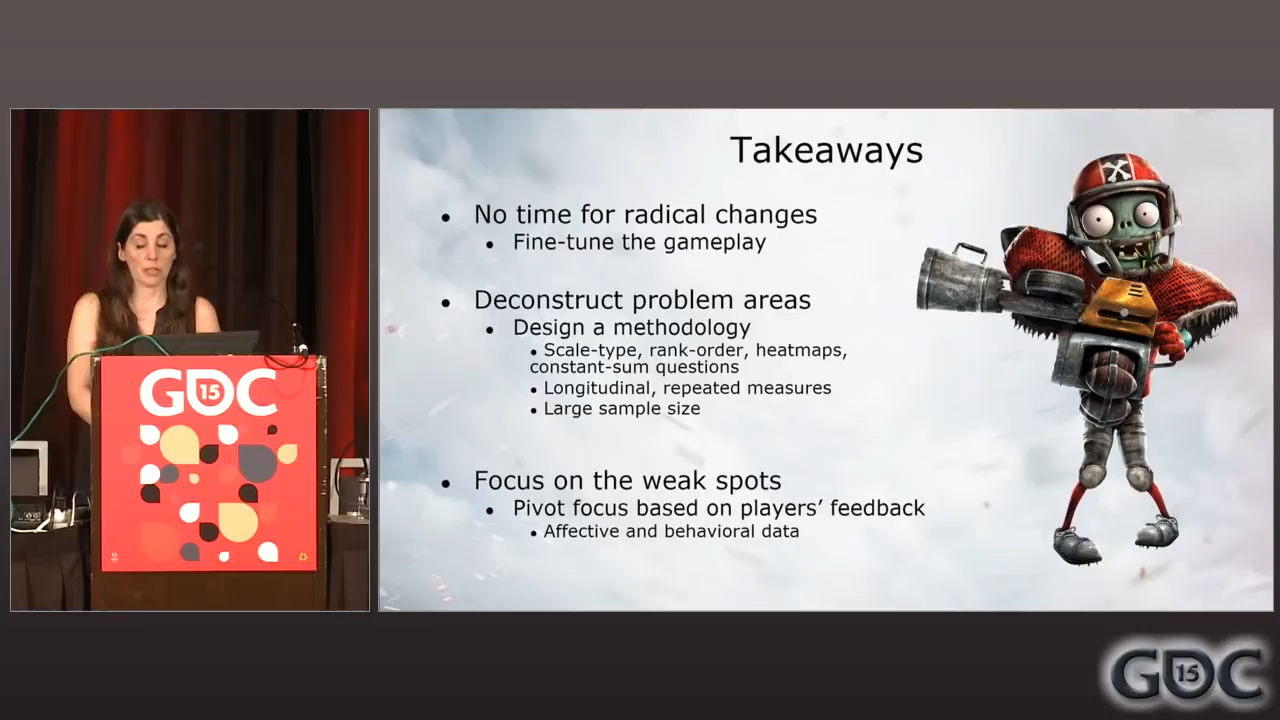 Takeaways
• No time for radical changes
• Fine-tune the gameplay
• Deconstruct problem areas
• Design a methodology
• Scale-type, rank-order, heatmaps,
constant-sum questions
• Longitudinal, repeated measures
• Large sample size
• Focus on the weak spots
• Pivot focus based on players’ feedback
• Affective and behavioral data
GDC
15
GDC
15